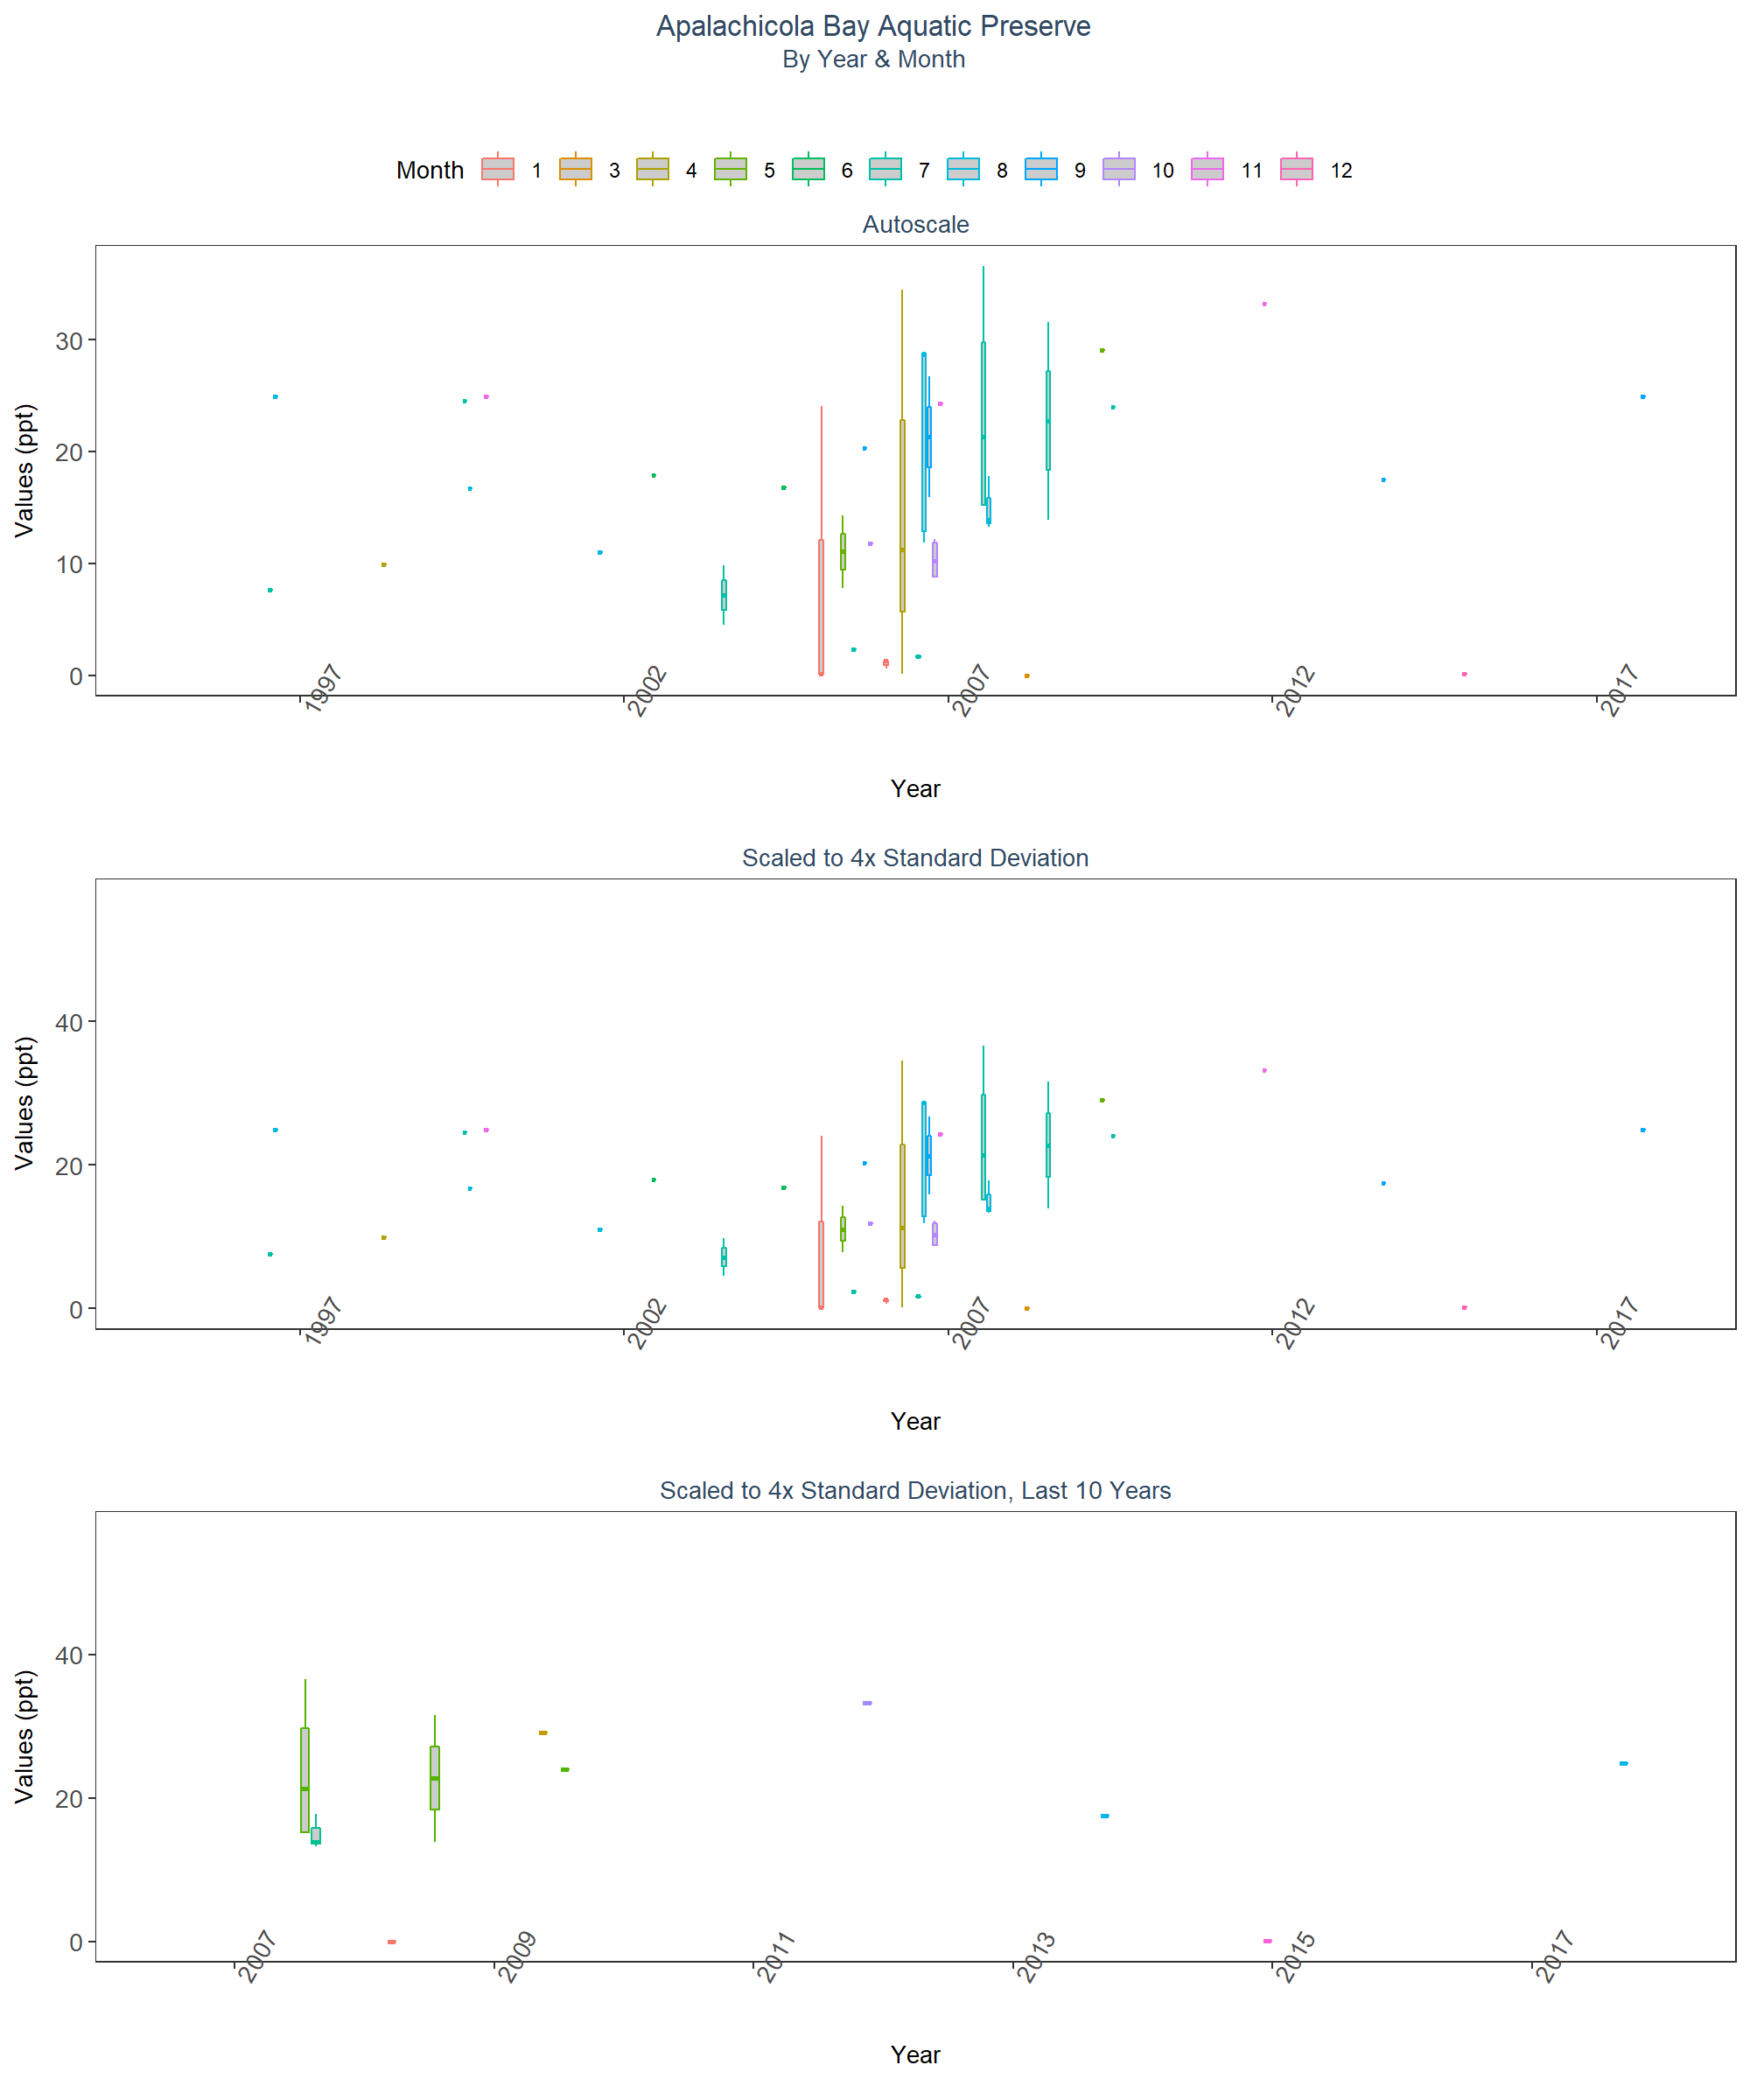 Apalachicola Bay Aquatic Preserve
By Year & Month
Month 1 3 4 5 6 7 8 9 10 11 12
Autoscale
Values (ppt)
30
20
10
0
1997 2002 2007 2012 2017
Year
Scaled to 4x Standard Deviation
Values (ppt)
40
20
0
1997 2002 2007 2012 2017
Year
Scaled to 4x Standard Deviation, Last 10 Years
Values (ppt)
40
20
0
2007 2009 2011 2013 2015 2017
Year